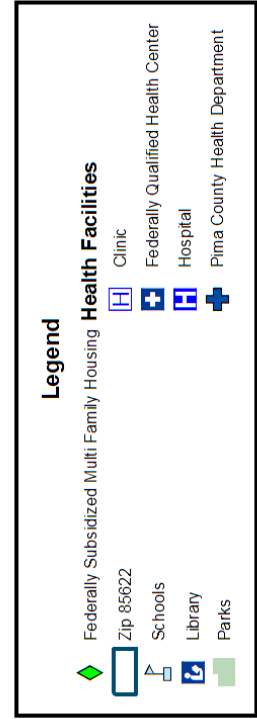 Legend
Federally Subsidized Multi Family Housing
Zip 85622
Schools
Library
Parks
Health Facilities
H Clinic
Federally Qualified Health Center
H Hospital
Pima County Health Department